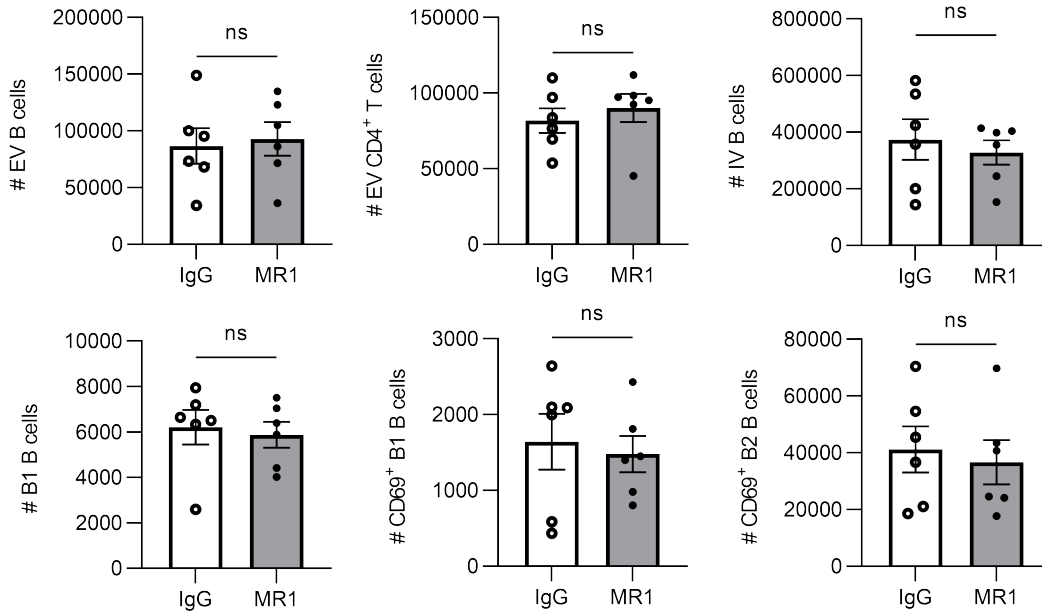 # EV B cells
200000
150000
100000
50000
0
ns
IgG MR1
# EV CD4⁺ T cells
150000
100000
50000
0
ns
IgG MR1
# IV B cells
800000
600000
400000
200000
0
ns
IgG MR1
# B1 B cells
10000
8000
6000
4000
2000
0
ns
IgG MR1
# CD69⁺ B1 B cells
3000
2000
1000
0
ns
IgG MR1
# CD69⁺ B2 B cells
80000
60000
40000
20000
0
ns
IgG MR1